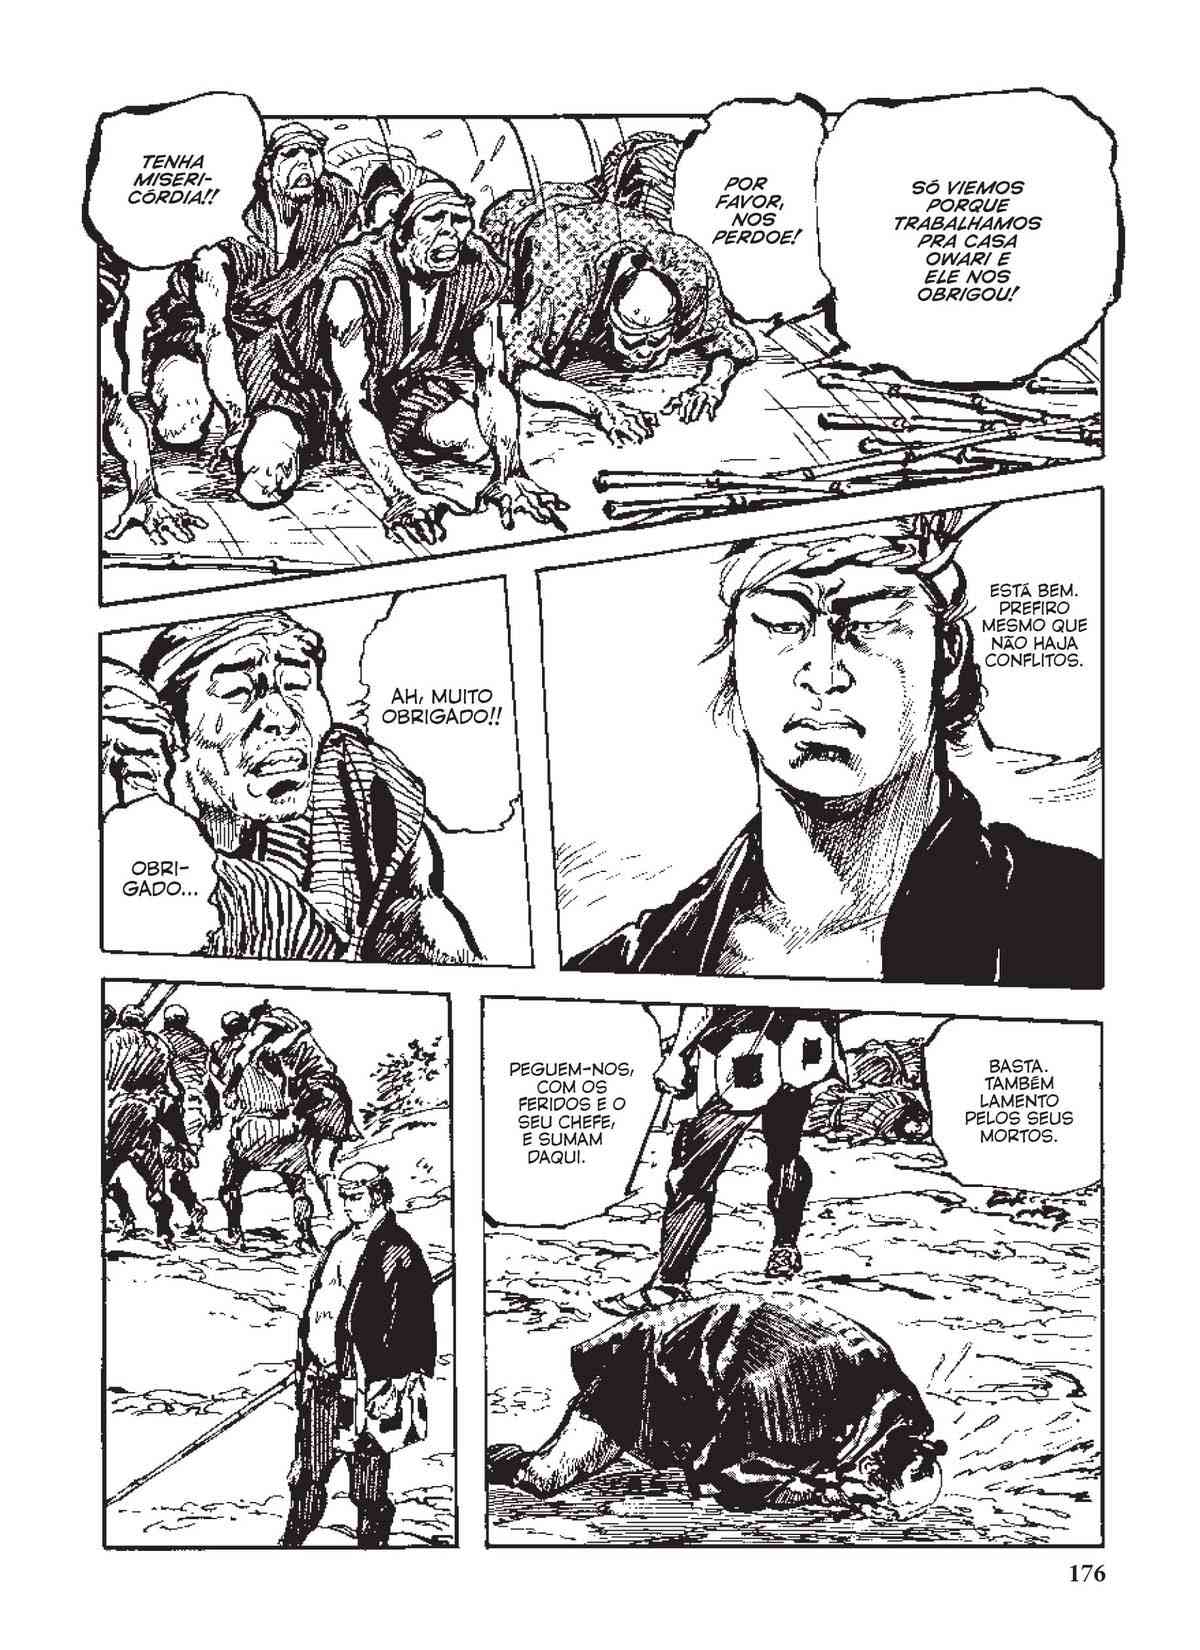 SÓ VIEMOS
PORQUE
TRABALHAMOS
PRA CASA
OWARI E
ELE NOS
OBRIGOU!
POR
FAVOR,
NOS
PERDOE!
TENHA
MISERI-
CÓRDIA!!
ESTÁ BEM.
PREFIRO
MESMO QUE
NÃO HAJA
CONFLITOS.
AH, MUITO
OBRIGADO!!
OBRI-
GADO...
BASTA.
TAMBÉM
LAMENTO
PELOS SEUS
MORTOS.
PEGUEM-NOS,
COM OS
FERIDOS E O
SEU CHEFE,
E SUMAM
DAQUI.
176